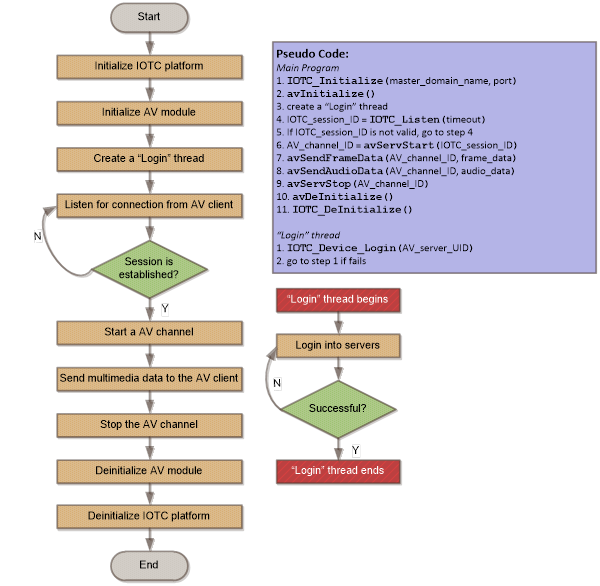 Start
Initialize IOTC platform
Initialize AV module
Create a “Login” thread
Listen for connection from AV client
N
Session is
established?
Y
Start a AV channel
Send multimedia data to the AV client
Stop the AV channel
Deinitialize AV module
Deinitialize IOTC platform
End
Pseudo Code:
Main Program
1. IOTC_Initialize(master_domain_name, port)
2. avInitialize()
3. create a “Login” thread
4. IOTC_session_ID = IOTC_Listen(timeout)
5. If IOTC_session_ID is not valid, go to step 4
6. AV_channel_ID = avServStart(IOTC_session_ID)
7. avSendFrameData(AV_channel_ID, frame_data)
8. avSendAudioData(AV_channel_ID, audio_data)
9. avServStop(AV_channel_ID)
10. avDeInitialize()
11. IOTC_DeInitialize()
“Login” thread
1. IOTC_Device_Login(AV_server_UID)
2. go to step 1 if fails
“Login” thread begins
Login into servers
N
Successful?
Y
“Login” thread ends